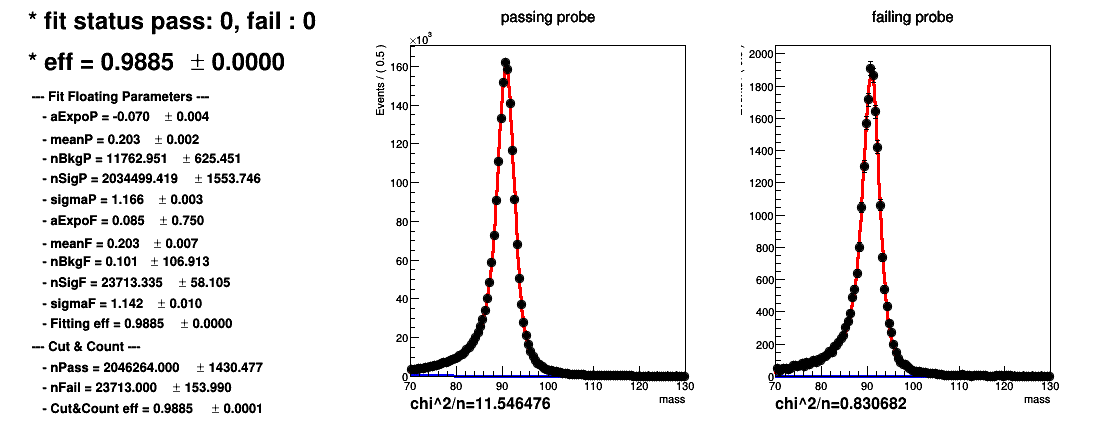 * fit status pass: 0, fail : 0
* eff = 0.9885 ± 0.0000
--- Fit Floating Parameters ---
- aExpoP = -0.070 ± 0.004
- meanP = 0.203 ± 0.002
- nBkgP = 11762.951 ± 625.451
- nSigP = 2034499.419 ± 1553.746
- sigmaP = 1.166 ± 0.003
- aExpoF = 0.085 ± 0.750
- meanF = 0.203 ± 0.007
- nBkgF = 0.101 ± 106.913
- nSigF = 23713.335 ± 58.105
- sigmaF = 1.142 ± 0.010
- Fitting eff = 0.9885 ± 0.0000
--- Cut & Count ---
- nPass = 2046264.000 ± 1430.477
- nFail = 23713.000 ± 153.990
- Cut&Count eff = 0.9885 ± 0.0001
passing probe
×10³
Events / ( 0.5 )
160
140
120
100
80
60
40
20
0
70 80 90 100 110 120 130
mass
chi^2/n=11.546476
failing probe
2000
1800
1600
1400
1200
1000
800
600
400
200
0
70 80 90 100 110 120 130
mass
chi^2/n=0.830682